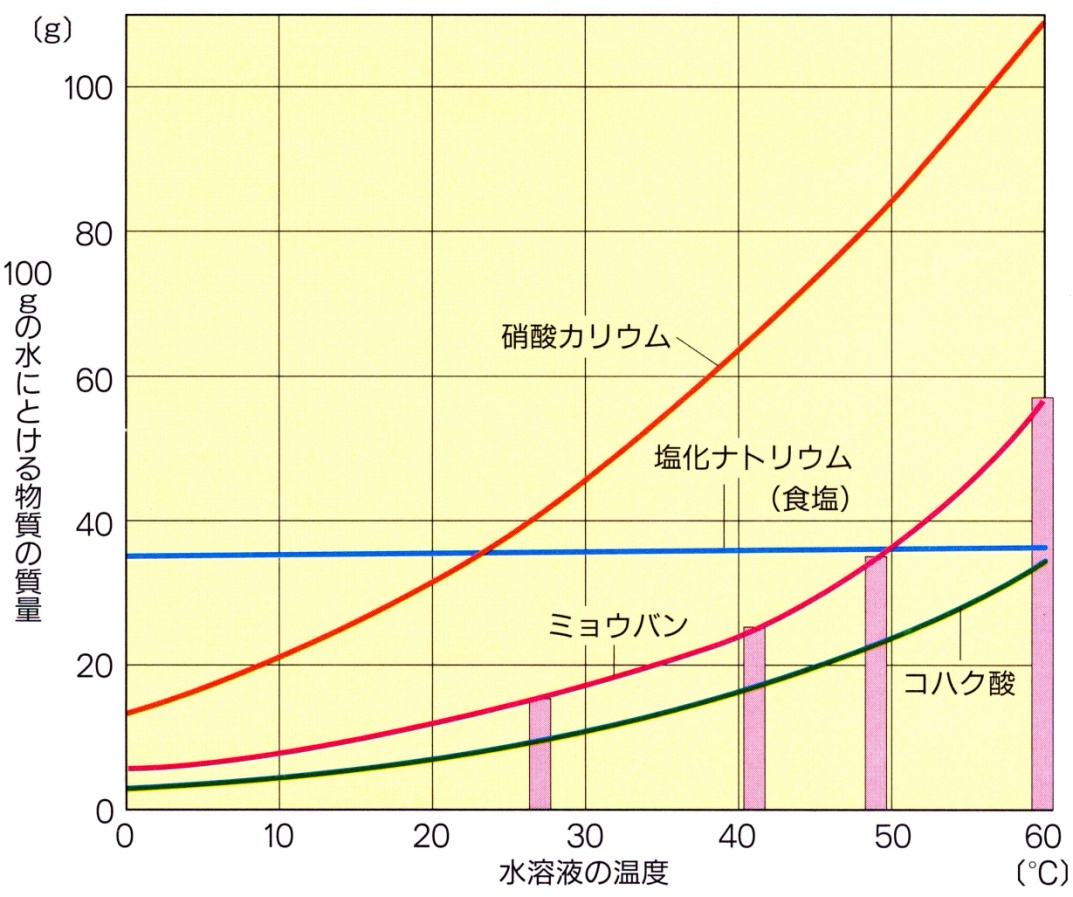 〔g〕
100
80
60
40
20
0
100gの水にとける物質の質量
硝酸カリウム
塩化ナトリウム
（食塩）
ミョウバン
コハク酸
0 10 20 30 40 50 60
水溶液の温度
〔℃〕